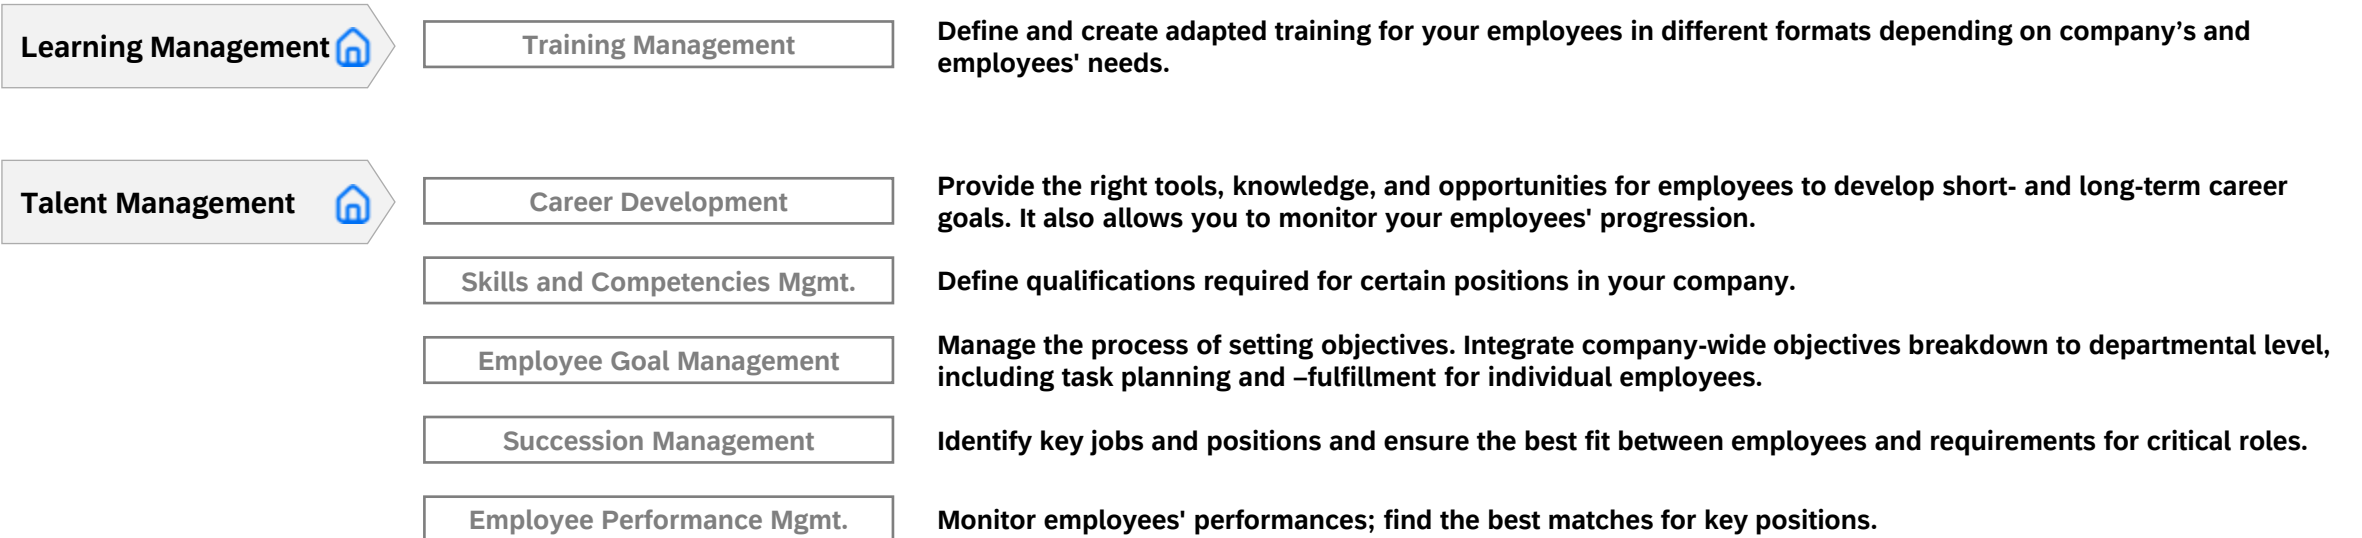 Learning Management
Training Management
Define and create adapted training for your employees in different formats depending on company’s and
employees' needs.
Talent Management
Career Development
Provide the right tools, knowledge, and opportunities for employees to develop short- and long-term career
goals. It also allows you to monitor your employees' progression.
Skills and Competencies Mgmt.
Define qualifications required for certain positions in your company.
Employee Goal Management
Manage the process of setting objectives. Integrate company-wide objectives breakdown to departmental level,
including task planning and –fulfillment for individual employees.
Succession Management
Identify key jobs and positions and ensure the best fit between employees and requirements for critical roles.
Employee Performance Mgmt.
Monitor employees' performances; find the best matches for key positions.